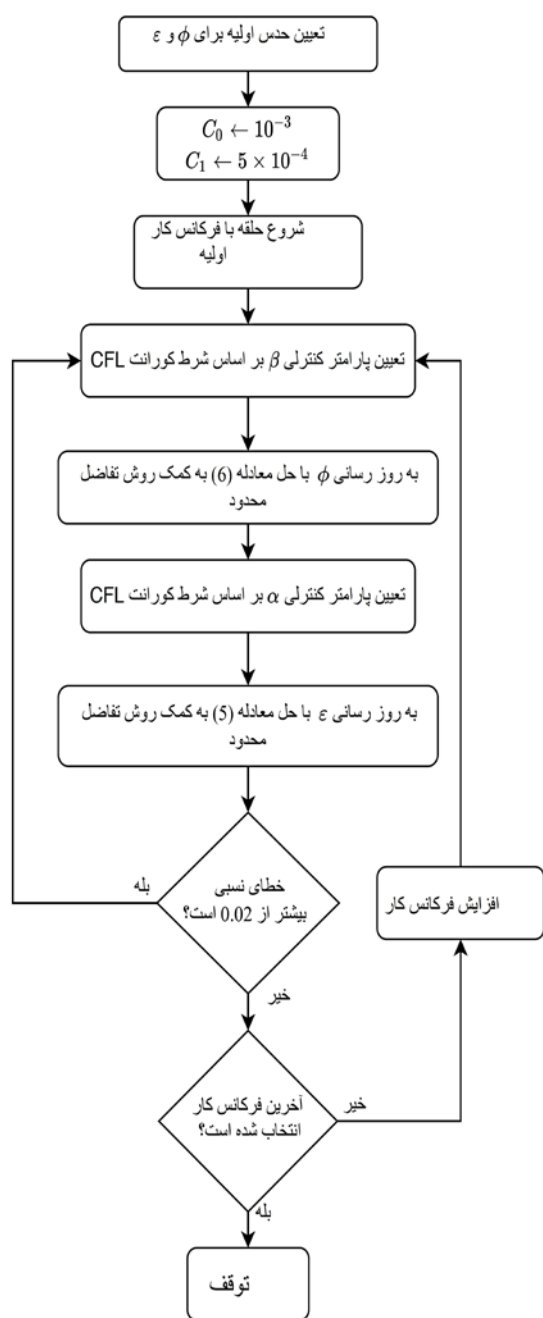 تعیین حدس اولیه برای ϕ و ε
C₀ ← 10⁻³
C₁ ← 5 × 10⁻⁴
شروع حلقه با فرکانس کار
اولیه
تعیین پارامتر کنترلی β بر اساس شرط کورانت CFL
به روز رسانی ϕ با حل معادله (6) به کمک روش تفاضل
محدود
تعیین پارامتر کنترلی α بر اساس شرط کورانت CFL
به روز رسانی ε با حل معادله (5) به کمک روش تفاضل
محدود
خطای نسبی
بیشتر از 0.02 است؟
بله
خیر
افزایش فرکانس کار
آخرین فرکانس کار
انتخاب شده است؟
خیر
بله
توقف